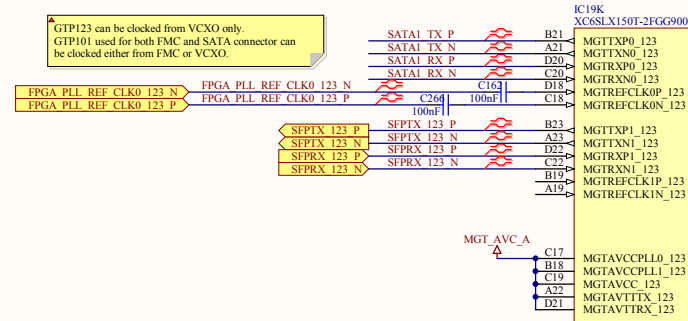 IC19K
XC6SLX150T-2FGG900
GTP123 can be clocked from VCXO only.
GTP101 used for both FMC and SATA connector can
be clocked either from FMC or VCXO.
SATA1_TX_P B21 MGTTXP0_123
SATA1_TX_N A21 MGTTXN0_123
SATA1_RX_P D20 MGTRXP0_123
SATA1_RX_N C20 MGTRXN0_123
FPGA_PLL_REF_CLK0_123_N FPGA_PLL_REF_CLK0_123_N C162 100nF D18 MGTREFCLK0P_123
FPGA_PLL_REF_CLK0_123_P FPGA_PLL_REF_CLK0_123_P C266 100nF C18 MGTREFCLK0N_123
SFPTX_123_P SFPTX_123_P B23 MGTTXP1_123
SFPTX_123_N SFPTX_123_N A23 MGTTXN1_123
SFPRX_123_P SFPRX_123_P D22 MGTRXP1_123
SFPRX_123_N SFPRX_123_N C22 MGTRXN1_123
B19 MGTREFCLK1P_123
A19 MGTREFCLK1N_123
MGT_AVC_A
C17 MGTAVCCPLL0_123
B18 MGTAVCCPLL1_123
C19 MGTAVCC_123
A22 MGTAVTTTX_123
D21 MGTAVTTRX_123